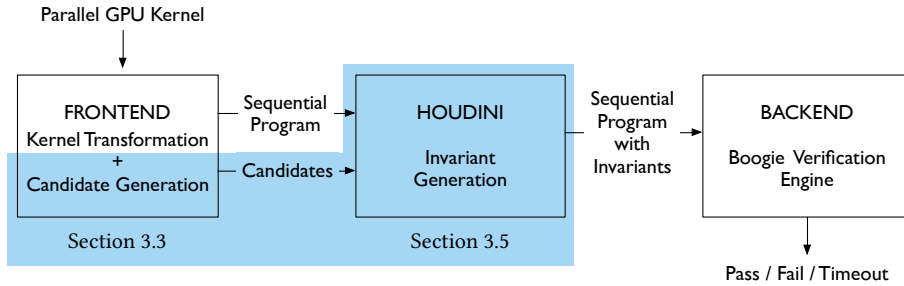 Parallel GPU Kernel
FRONTEND
Kernel Transformation
+
Candidate Generation
Sequential
Program
Candidates
HOUDINI
Invariant
Generation
Sequential
Program
with
Invariants
BACKEND
Boogie Verification
Engine
Section 3.3
Section 3.5
Pass / Fail / Timeout